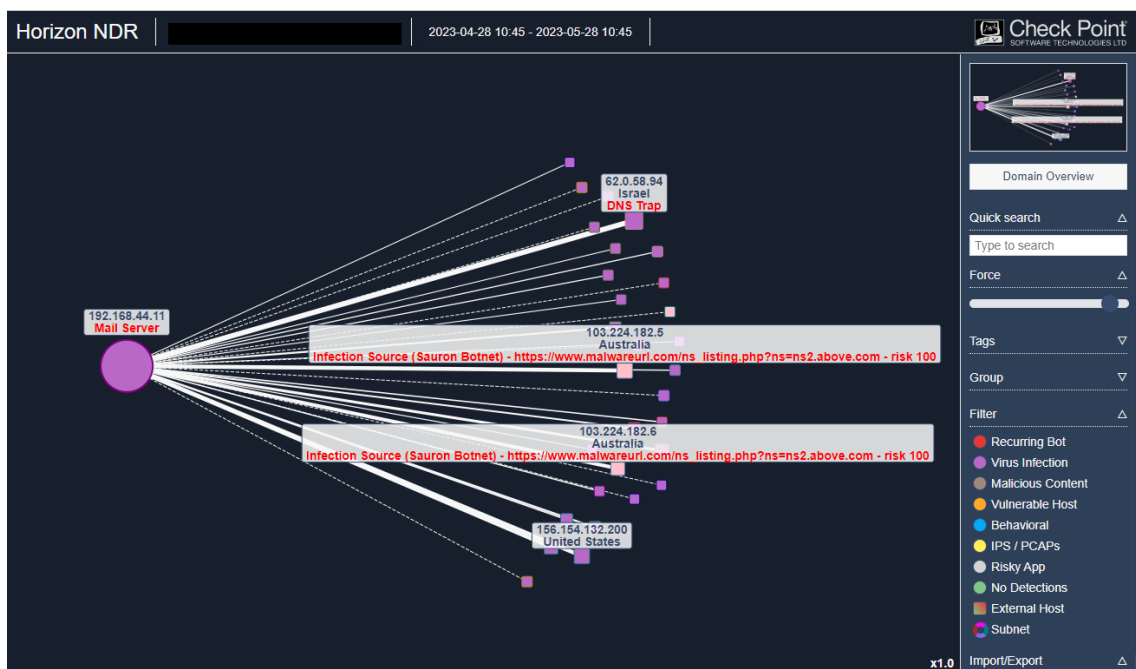 Horizon NDR
2023-04-28 10:45 - 2023-05-28 10:45
Check Point
SOFTWARE TECHNOLOGIES LTD
62.0.58.94
Israel
DNS Trap
192.168.44.11
Mail Server
103.224.182.5
Australia
Infection Source (Sauron Botnet) - https://www.malwareurl.com/ns_listing.php?ns=ns2.above.com - risk 100
103.224.182.6
Australia
Infection Source (Sauron Botnet) - https://www.malwareurl.com/ns_listing.php?ns=ns2.above.com - risk 100
156.154.132.200
United States
x1.0
Domain Overview
Quick search
Type to search
Force
Tags
Group
Filter
Recurring Bot
Virus Infection
Malicious Content
Vulnerable Host
Behavioral
IPS / PCAPs
Risky App
No Detections
External Host
Subnet
Import/Export